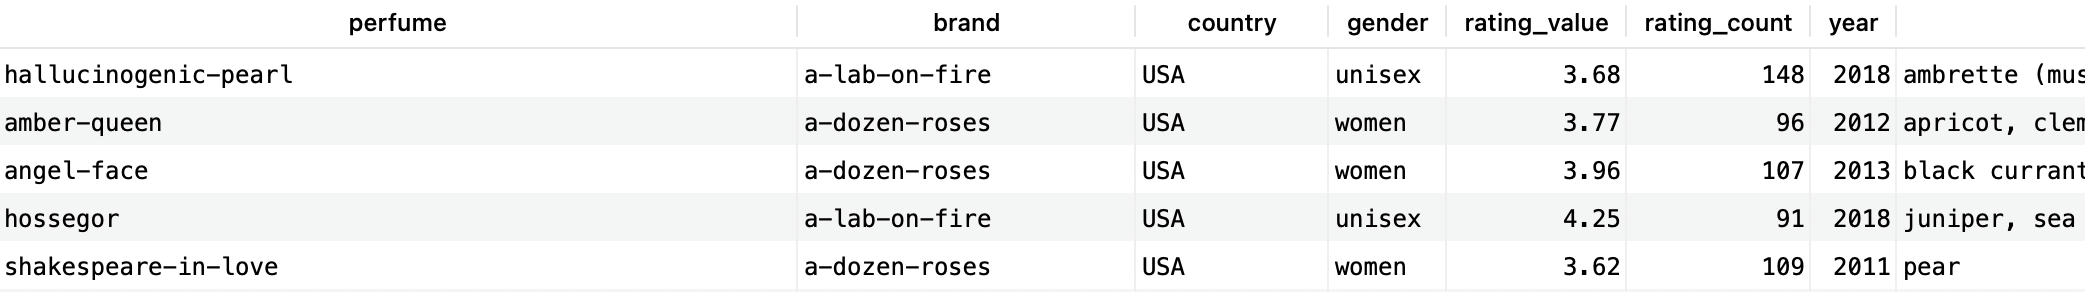 perfume brand country gender rating_value rating_count year
hallucinogenic-pearl a-lab-on-fire USA unisex 3.68 148 2018 ambrette (mus
amber-queen a-dozen-roses USA women 3.77 96 2012 apricot, clem
angel-face a-dozen-roses USA women 3.96 107 2013 black currant
hossegor a-lab-on-fire USA unisex 4.25 91 2018 juniper, sea
shakespeare-in-love a-dozen-roses USA women 3.62 109 2011 pear